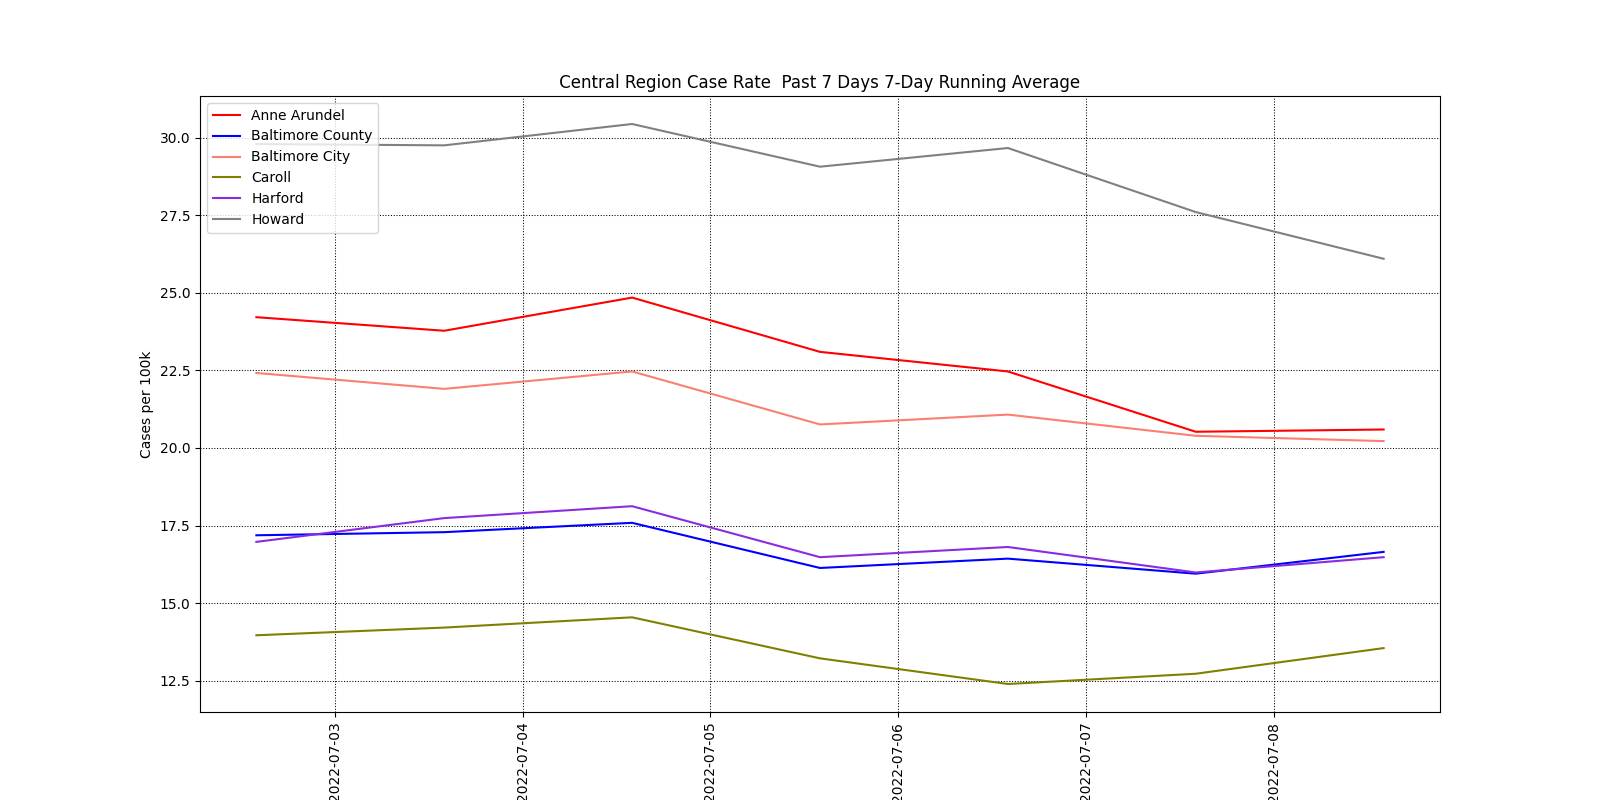 Central Region Case Rate  Past 7 Days 7-Day Running Average
Anne Arundel
Baltimore County
Baltimore City
Caroll
Harford
Howard
30.0
27.5
25.0
22.5
20.0
17.5
15.0
12.5
Cases per 100k
2022-07-03
2022-07-04
2022-07-05
2022-07-06
2022-07-07
2022-07-08